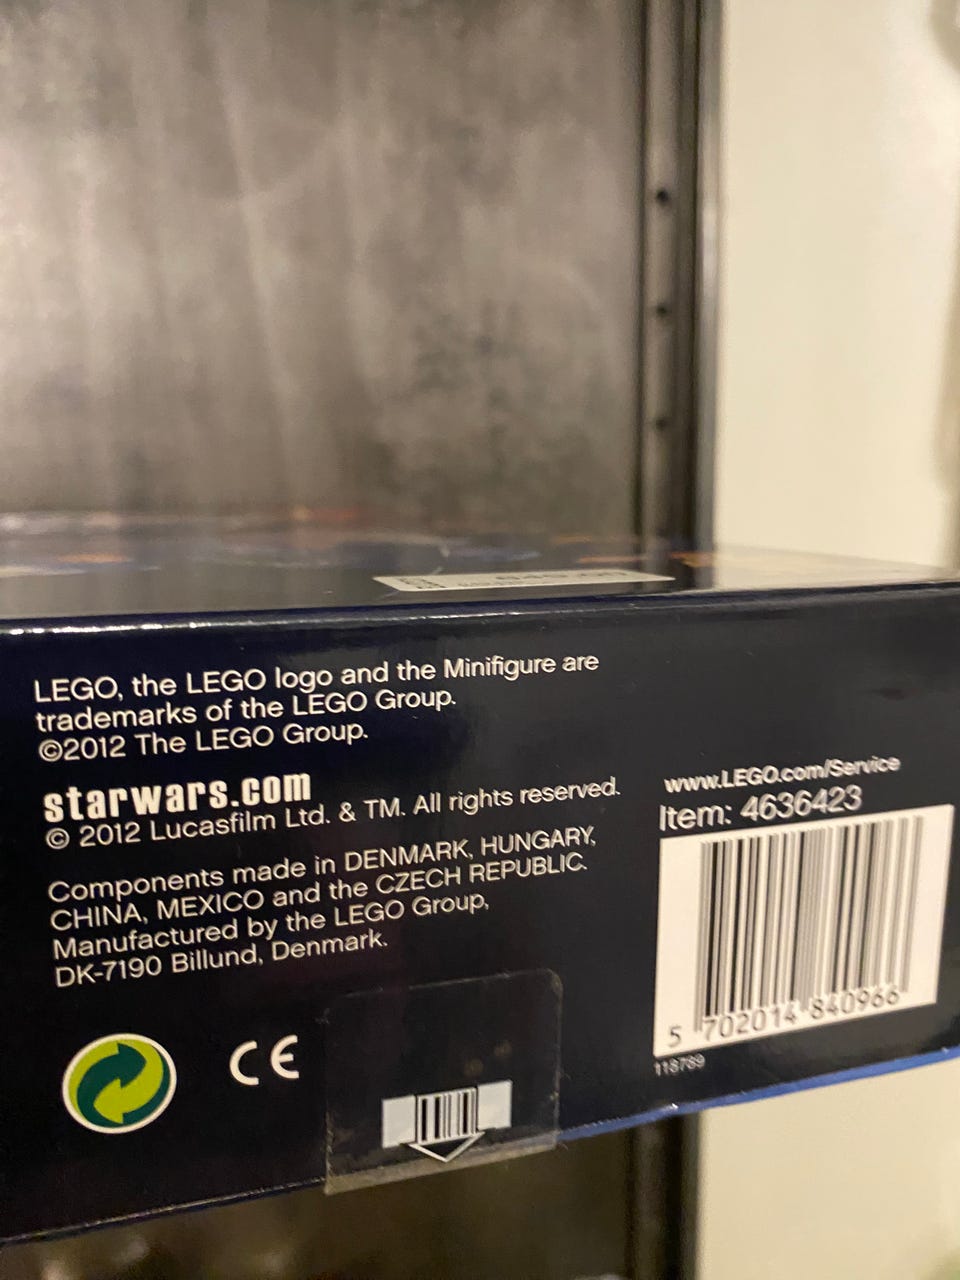 LEGO, the LEGO logo and the Minifigure are
trademarks of the LEGO Group.
©2012 The LEGO Group.
starwars.com
© 2012 Lucasfilm Ltd. & TM. All rights reserved.
Components made in DENMARK, HUNGARY,
CHINA, MEXICO and the CZECH REPUBLIC.
Manufactured by the LEGO Group,
DK-7190 Billund, Denmark.
CE
www.LEGO.com/Service
Item: 4636423
5 702014 840966
118789